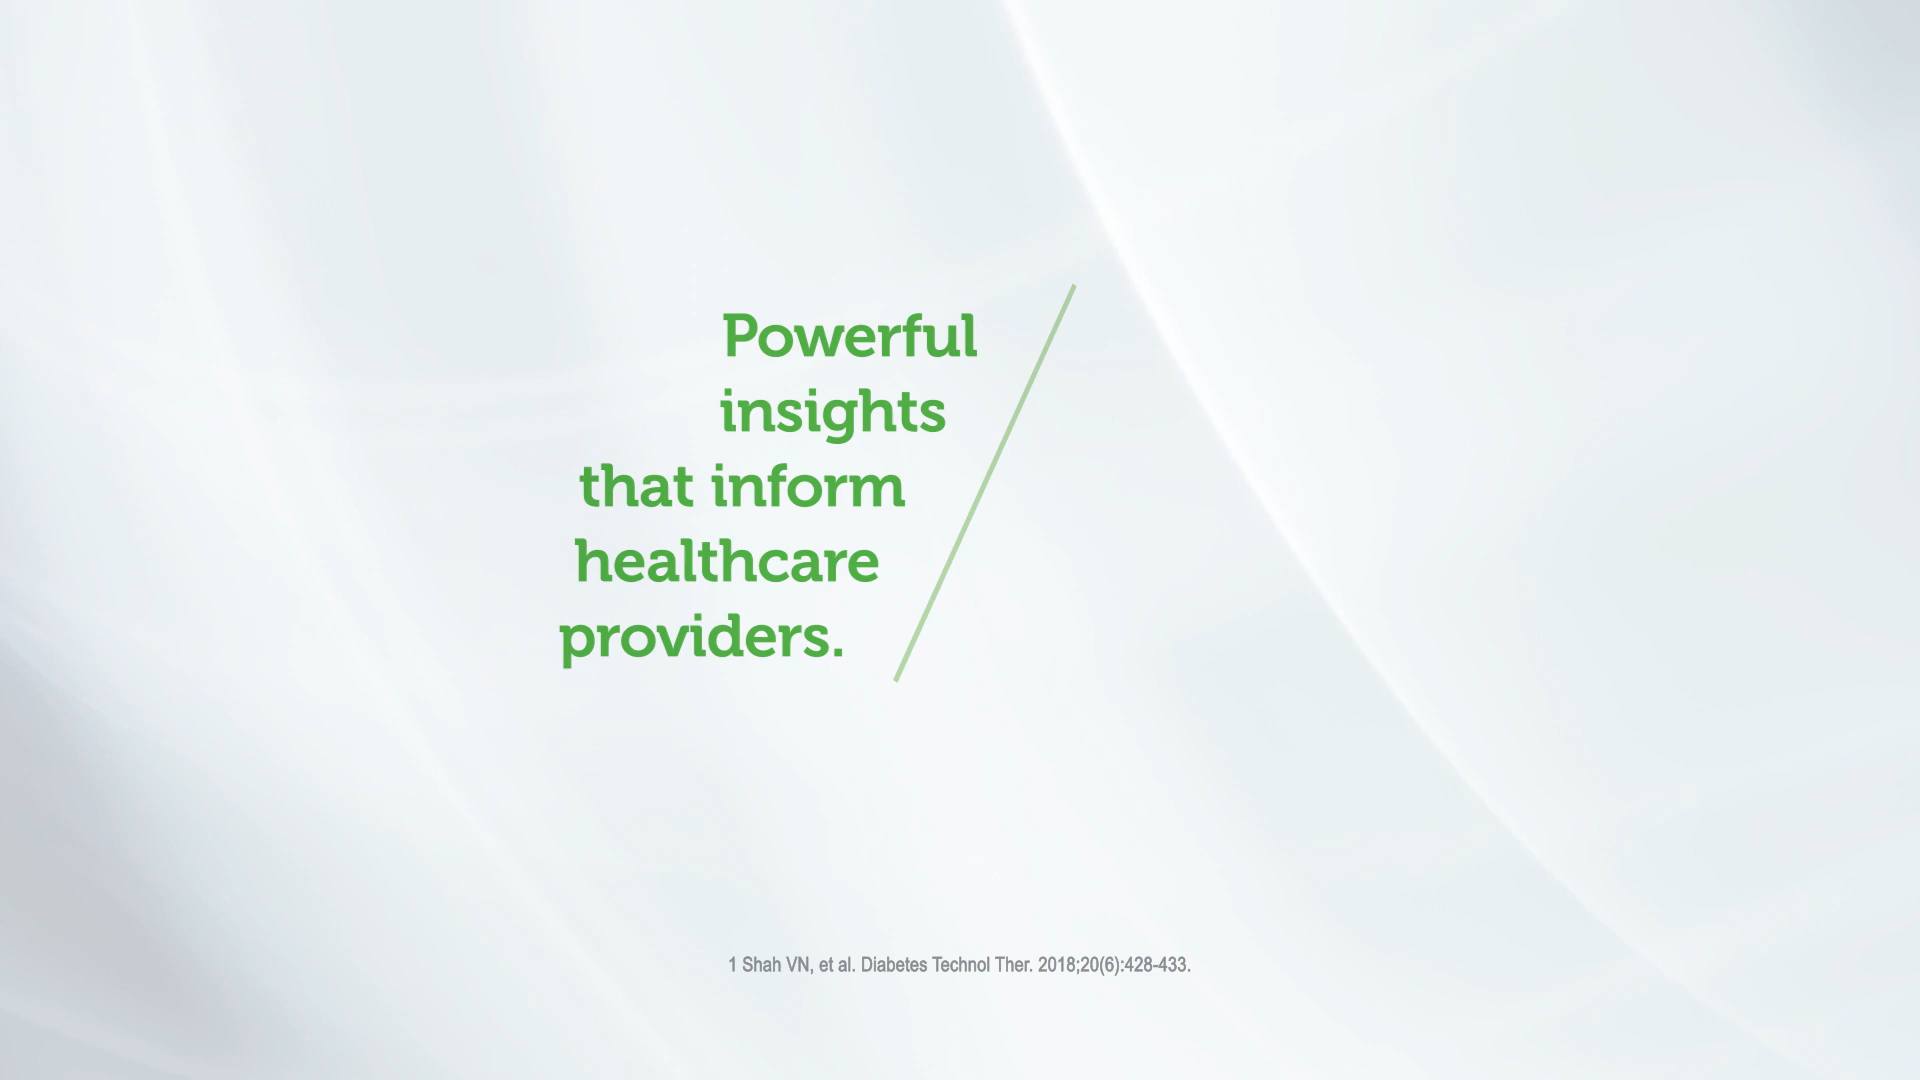 Powerful
insights
that inform
healthcare
providers.
1 Shah VN, et al. Diabetes Technol Ther. 2018;20(6):428-433.